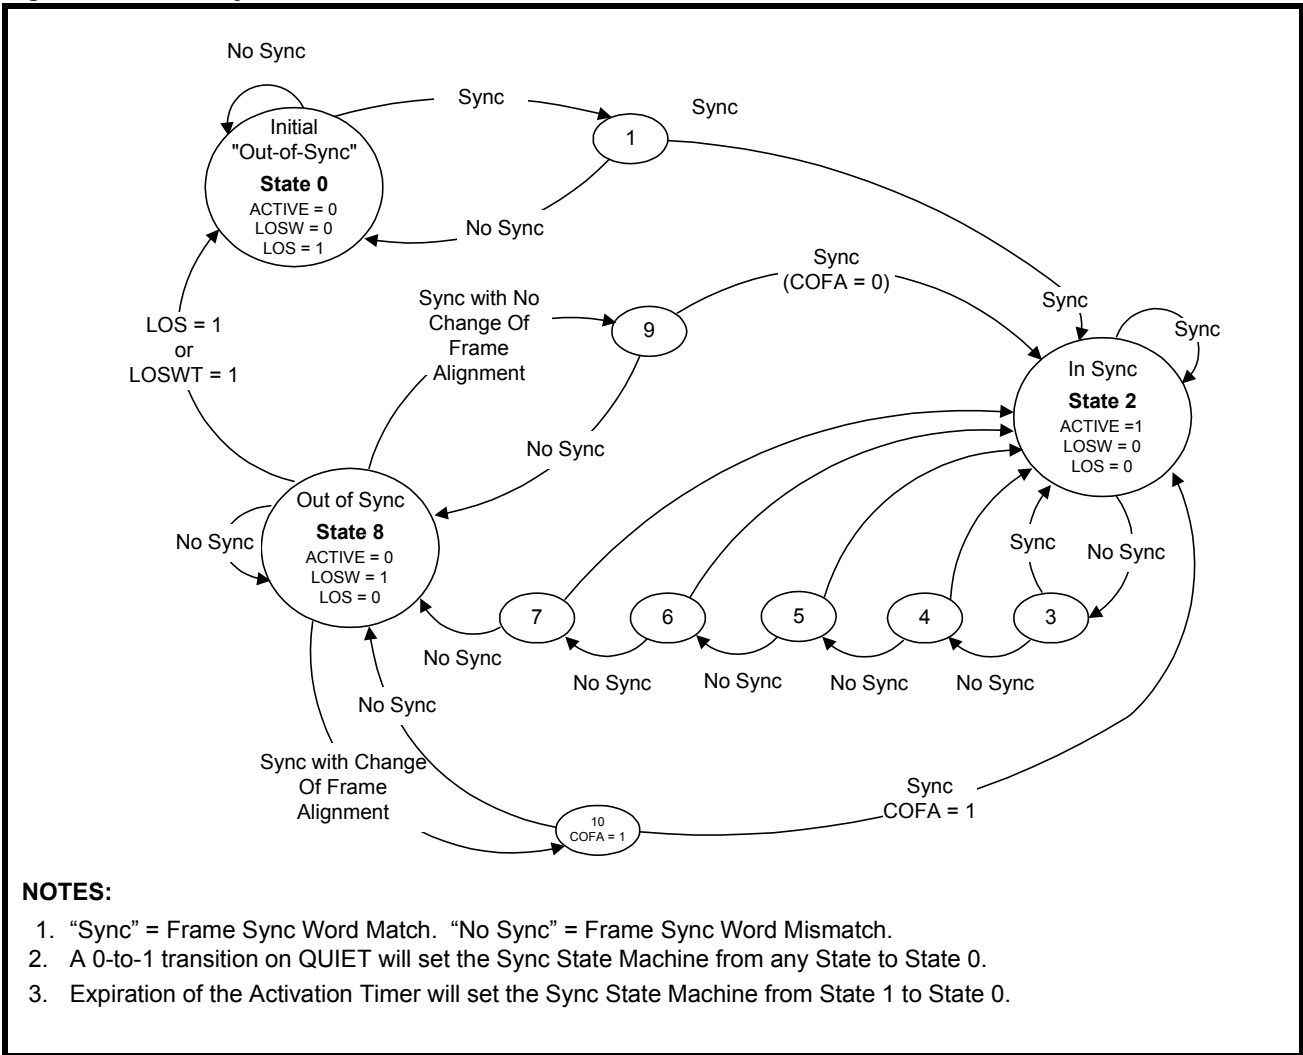 No Sync
Sync
Sync
1
Initial
"Out-of-Sync"
State 0
ACTIVE = 0
LOSW = 0
LOS = 1
No Sync
Sync
(COFA = 0)
Sync with No
Change Of
Frame
Alignment
9
Sync
Sync
LOS = 1
or
LOSWT = 1
In Sync
State 2
ACTIVE =1
LOSW = 0
LOS = 0
No Sync
Out of Sync
State 8
ACTIVE = 0
LOSW = 1
LOS = 0
No Sync
Sync
No Sync
7
6
5
4
3
No Sync
No Sync
No Sync
No Sync
No Sync
No Sync
Sync with Change
Of Frame
Alignment
Sync
COFA = 1
10
COFA = 1
NOTES:
1. “Sync” = Frame Sync Word Match. “No Sync” = Frame Sync Word Mismatch.
2. A 0-to-1 transition on QUIET will set the Sync State Machine from any State to State 0.
3. Expiration of the Activation Timer will set the Sync State Machine from State 1 to State 0.